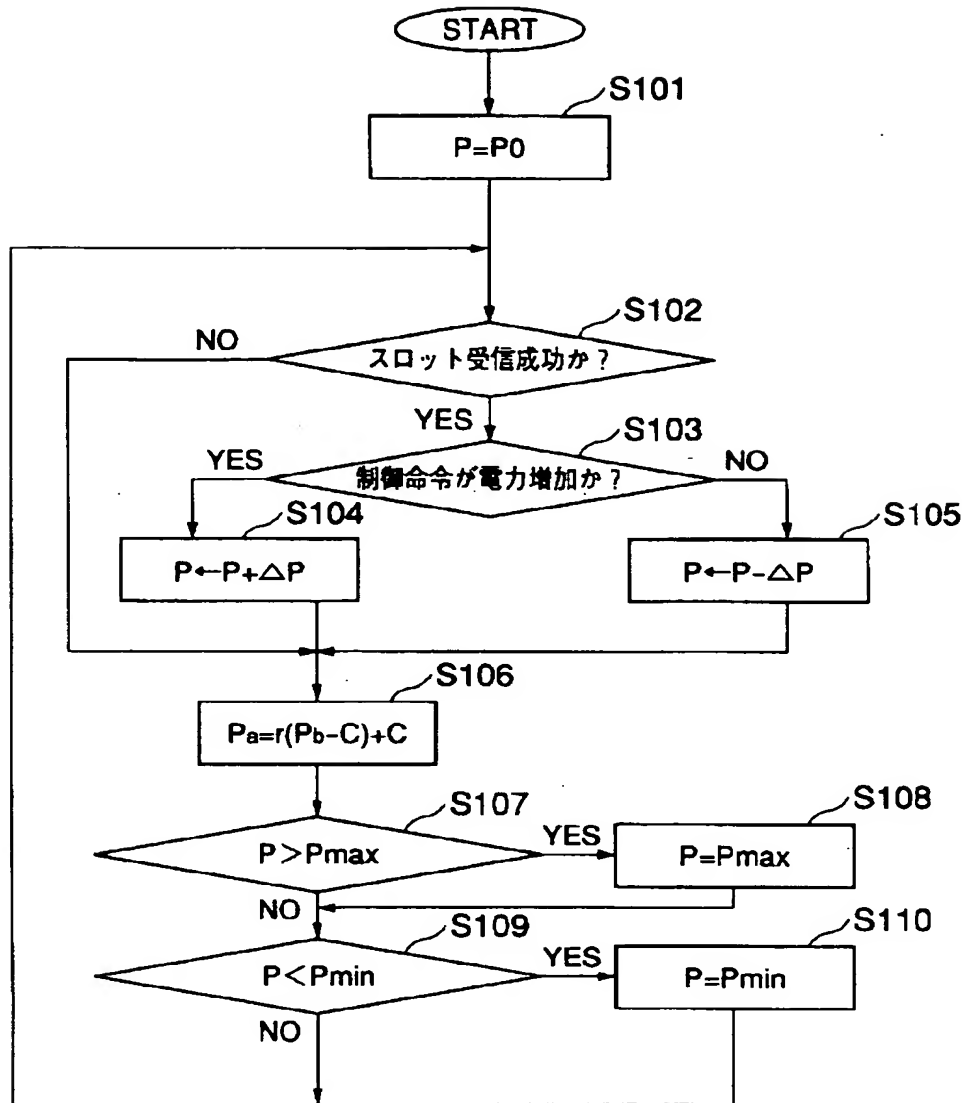 START
S101
P=P0
S102
NO
スロット受信成功か？
YES
S103
YES
制御命令が電力増加か？
NO
S104
S105
P←P+△P
P←P-△P
S106
Pa=r(Pb-C)+C
S107
S108
P＞Pmax
YES
P=Pmax
NO
S109
S110
P＜Pmin
YES
P=Pmin
NO